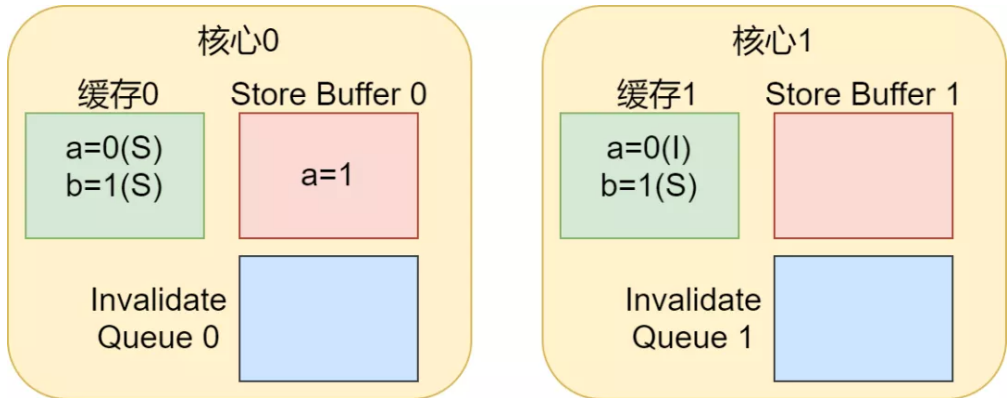 核心0
缓存0
Store Buffer 0
a=0(S)
b=1(S)
a=1
Invalidate
Queue 0
核心1
缓存1
Store Buffer 1
a=0(I)
b=1(S)
Invalidate
Queue 1